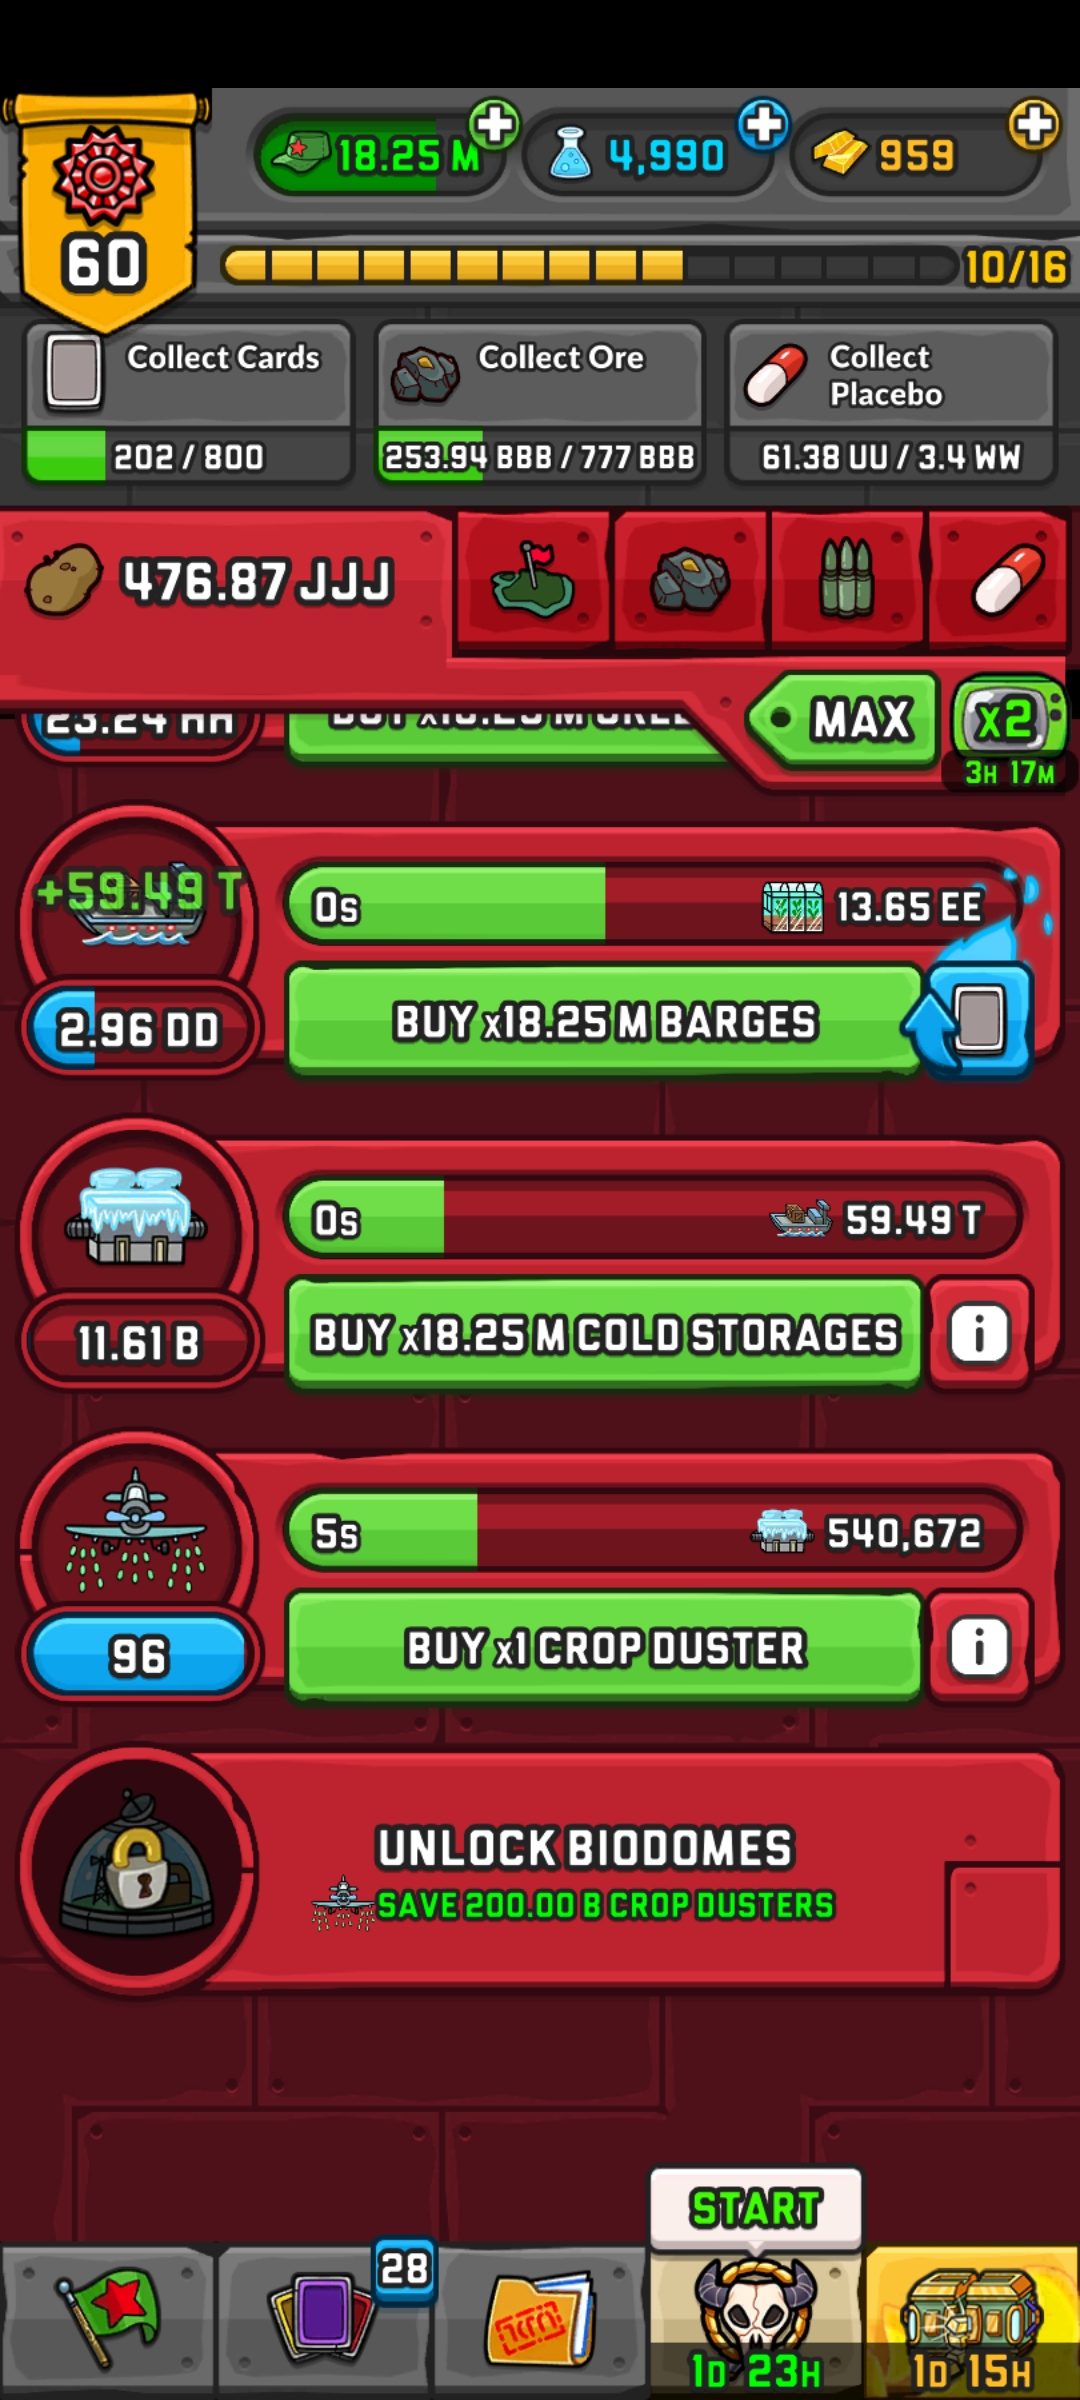 60
18.25 M
4,990
959
10/16
Collect Cards
202 / 800
Collect Ore
253.94 BBB / 777 BBB
Collect
Placebo
61.38 UU / 3.4 WW
476.87 JJJ
MAX
x2
3H 17M
+59.49 T
0s
13.65 EE
2.96 DD
BUY x18.25 M BARGES
0s
59.49 T
11.61 B
BUY x18.25 M COLD STORAGES
i
5s
540,672
96
BUY x1 CROP DUSTER
i
UNLOCK BIODOMES
SAVE 200.00 B CROP DUSTERS
START
28
1D 23H
1D 15H